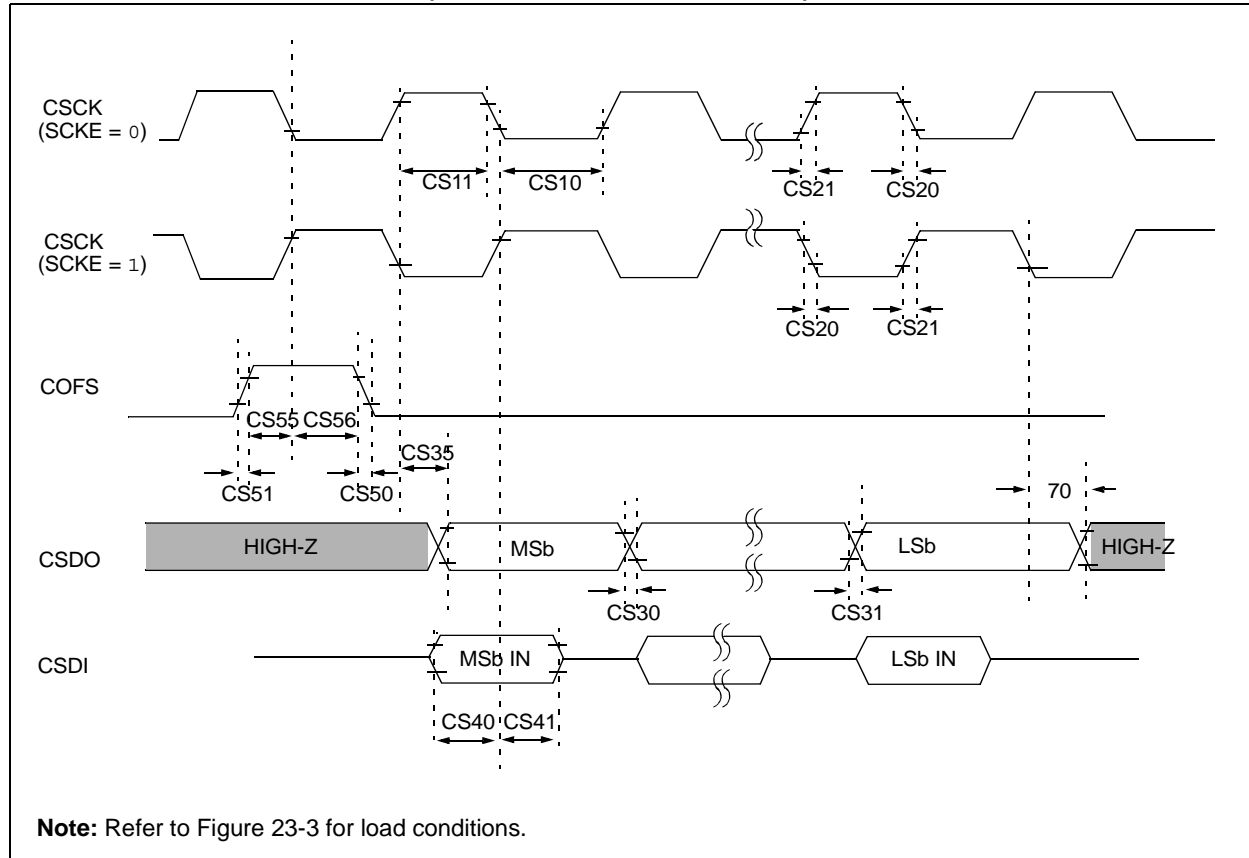 CSCK
(SCKE = 0)
CS11
CS10
CS21
CS20
CSCK
(SCKE = 1)
CS20
CS21
COFS
CS55
CS56
CS35
CS51
CS50
70
HIGH-Z
MSb
LSb
HIGH-Z
CSDO
CS30
CS31
MSb IN
LSb IN
CSDI
CS40
CS41
Note: Refer to Figure 23-3 for load conditions.